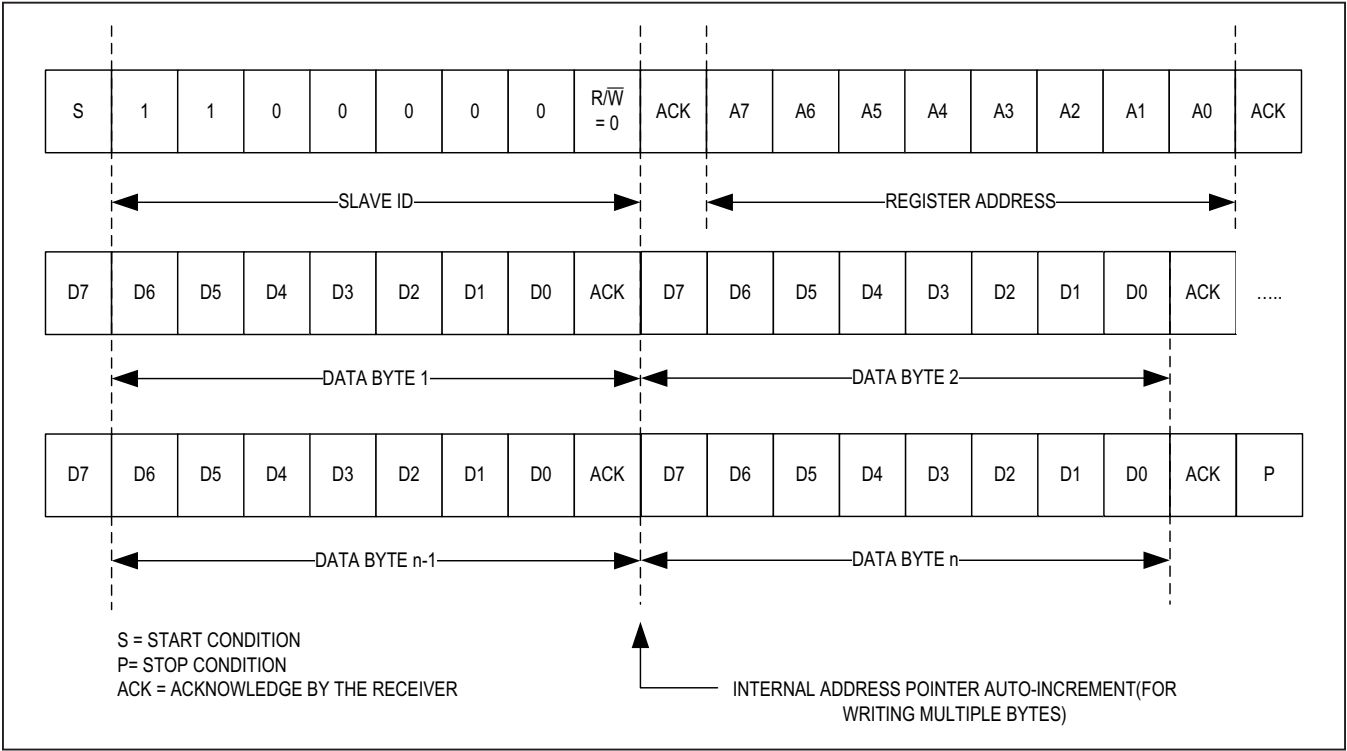 S 1 1 0 0 0 0 0 R/W̅ = 0 ACK A7 A6 A5 A4 A3 A2 A1 A0 ACK
SLAVE ID REGISTER ADDRESS
D7 D6 D5 D4 D3 D2 D1 D0 ACK D7 D6 D5 D4 D3 D2 D1 D0 ACK .....
DATA BYTE 1 DATA BYTE 2
D7 D6 D5 D4 D3 D2 D1 D0 ACK D7 D6 D5 D4 D3 D2 D1 D0 ACK P
DATA BYTE n-1 DATA BYTE n
S = START CONDITION
P= STOP CONDITION
ACK = ACKNOWLEDGE BY THE RECEIVER
INTERNAL ADDRESS POINTER AUTO-INCREMENT(FOR
WRITING MULTIPLE BYTES)